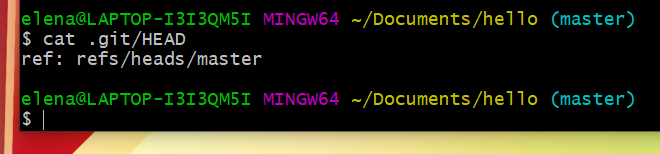 elena@LAPTOP-I3I3QM5I MINGW64 ~/Documents/hello (master)
$ cat .git/HEAD
ref: refs/heads/master
elena@LAPTOP-I3I3QM5I MINGW64 ~/Documents/hello (master)
$